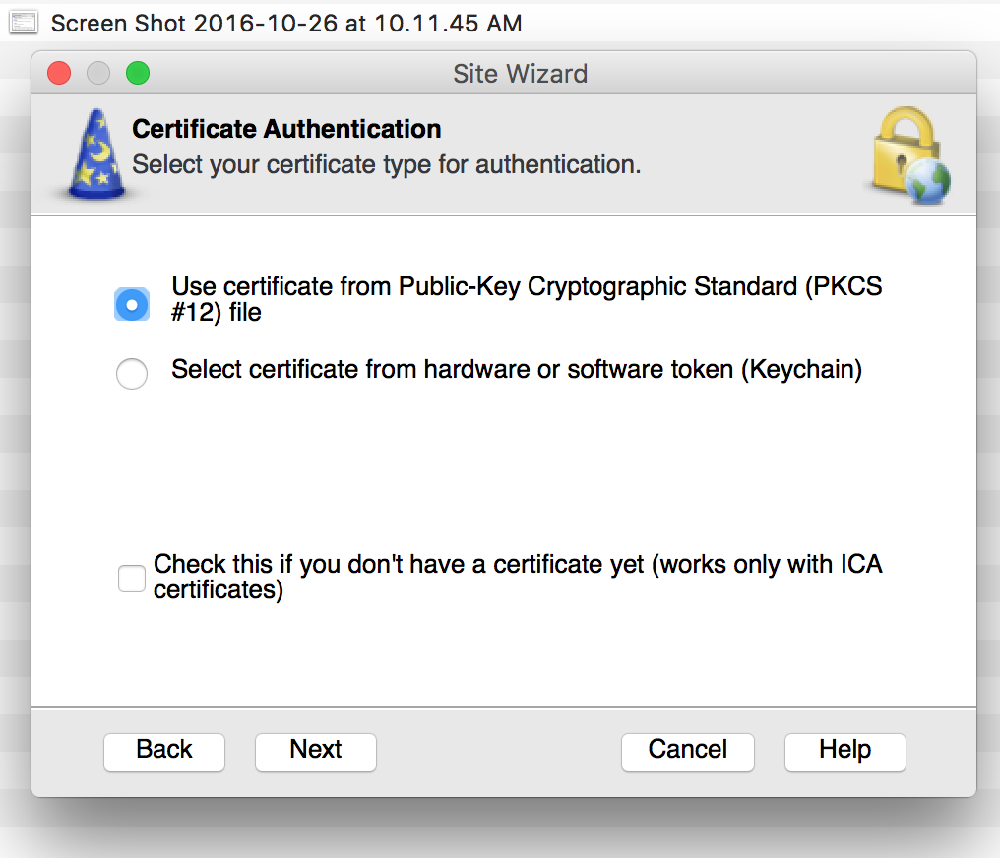 Screen Shot 2016-10-26 at 10.11.45 AM
Site Wizard
Certificate Authentication
Select your certificate type for authentication.
Use certificate from Public-Key Cryptographic Standard (PKCS
#12) file
Select certificate from hardware or software token (Keychain)
Check this if you don't have a certificate yet (works only with ICA
certificates)
Back
Next
Cancel
Help